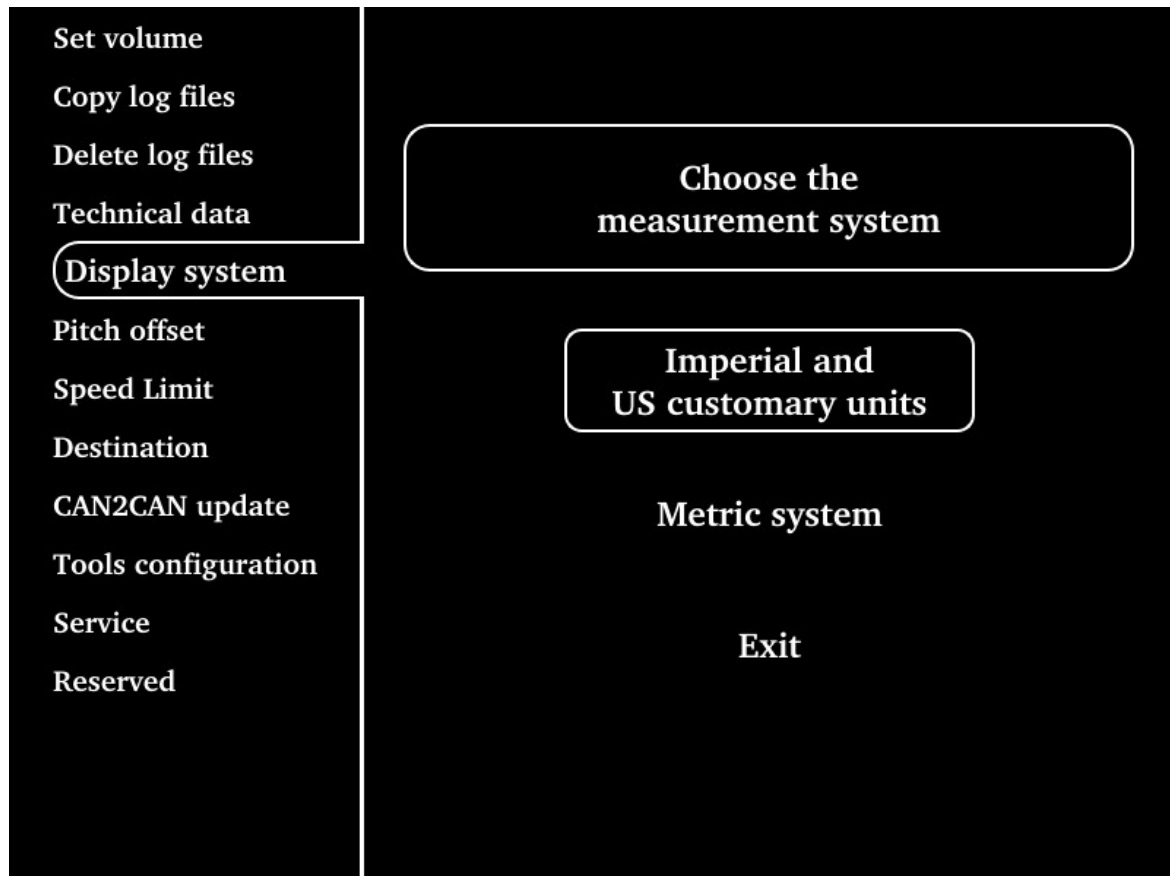 Set volume
Copy log files
Delete log files
Technical data
Display system
Pitch offset
Speed Limit
Destination
CAN2CAN update
Tools configuration
Service
Reserved
Choose the
measurement system
Imperial and
US customary units
Metric system
Exit